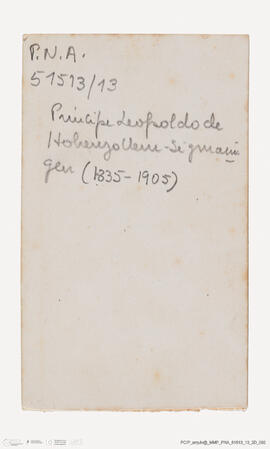 P.N.A.
51513/13
Principe Leopoldo de
Hohenzollern-Sigmarin
gen (1835-1905)